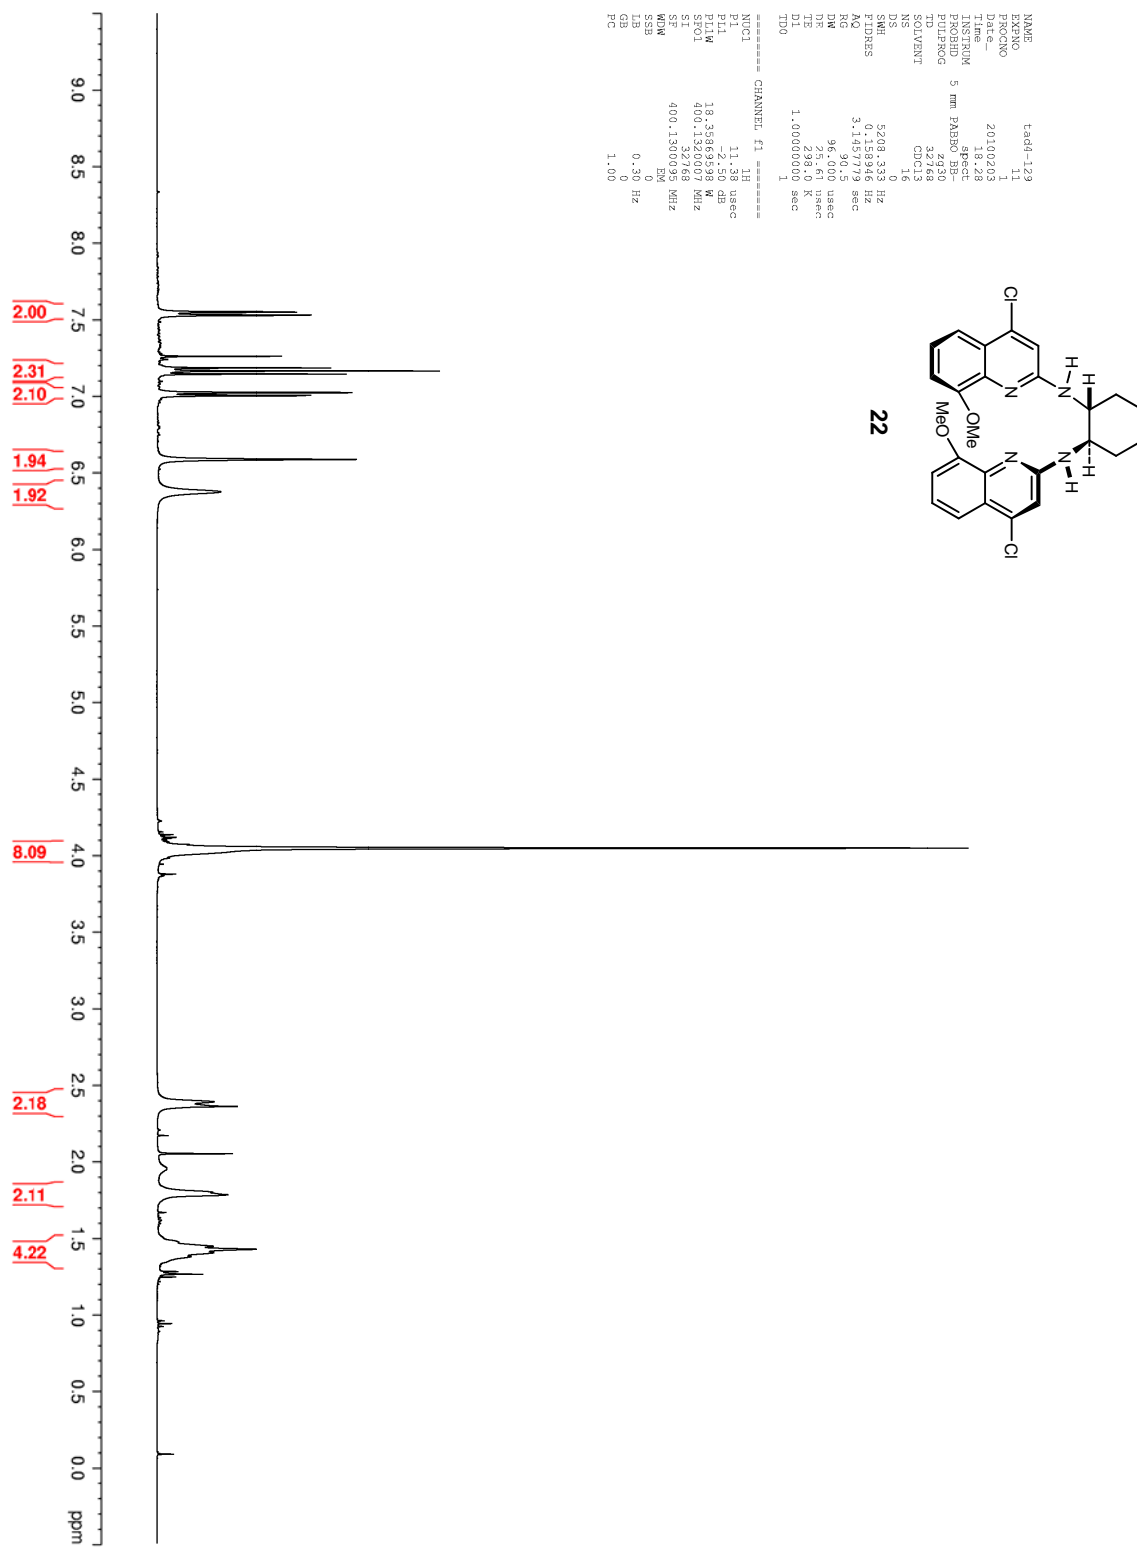 NAME tad4-129
EXPNO 11
PROCNO 1
Date_ 20100203
Time 18.28
INSTRUM spect
PROBHD 5 mm PABBO BB-
PULPROG zg30
TD 32768
SOLVENT CDCl3
NS 16
DS 0
SWH 5208.333 Hz
FIDRES 0.158946 Hz
AQ 3.1457779 sec
RG 90.5
DW 96.000 usec
DE 25.61 usec
TE 298.0 K
D1 1.00000000 sec
TD0 1
======== CHANNEL f1 ========
NUC1 1H
P1 11.38 usec
PL1 -2.50 dB
PL1W 18.35869598 W
SFO1 400.1320007 MHz
SI 32768
SF 400.1300095 MHz
WDW EM
SSB 0
LB 0.30 Hz
GB 0
PC 1.00
H H H H
N N
Cl N OMe MeO N Cl
22
9.0 8.5 8.0 7.5 7.0 6.5 6.0 5.5 5.0 4.5 4.0 3.5 3.0 2.5 2.0 1.5 1.0 0.5 0.0 ppm
2.00 2.31 2.10 1.94 1.92 8.09 2.18 2.11 4.22